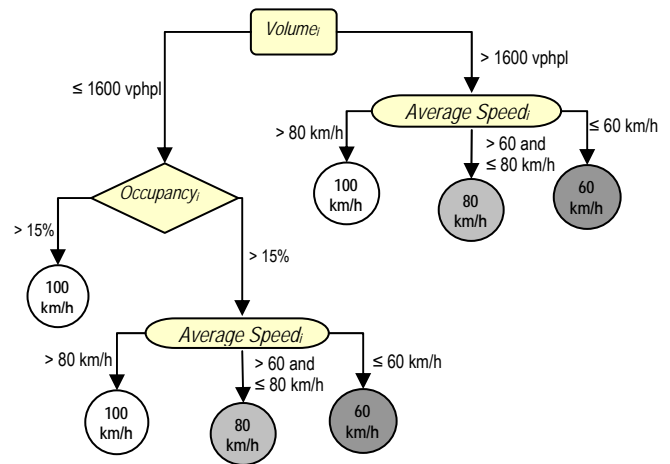 Volumeᵢ
≤ 1600 vphpl
> 1600 vphpl
Average Speedᵢ
> 80 km/h
> 60 and
≤ 80 km/h
≤ 60 km/h
100
km/h
80
km/h
60
km/h
Occupancyᵢ
> 15%
> 15%
100
km/h
Average Speedᵢ
> 80 km/h
> 60 and
≤ 80 km/h
≤ 60 km/h
100
km/h
80
km/h
60
km/h